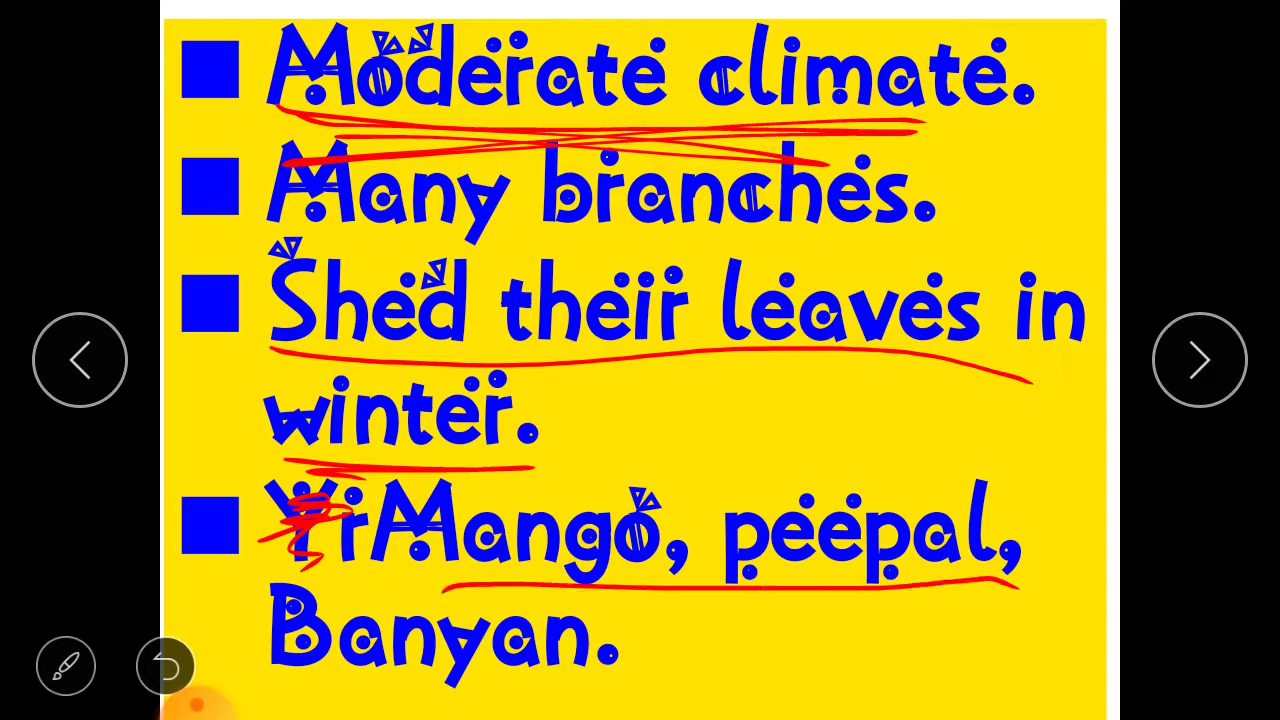 ■ Moderate climate.
■ Many branches.
■ Shed their leaves in
winter.
■ YrMango, peepal,
Banyan.